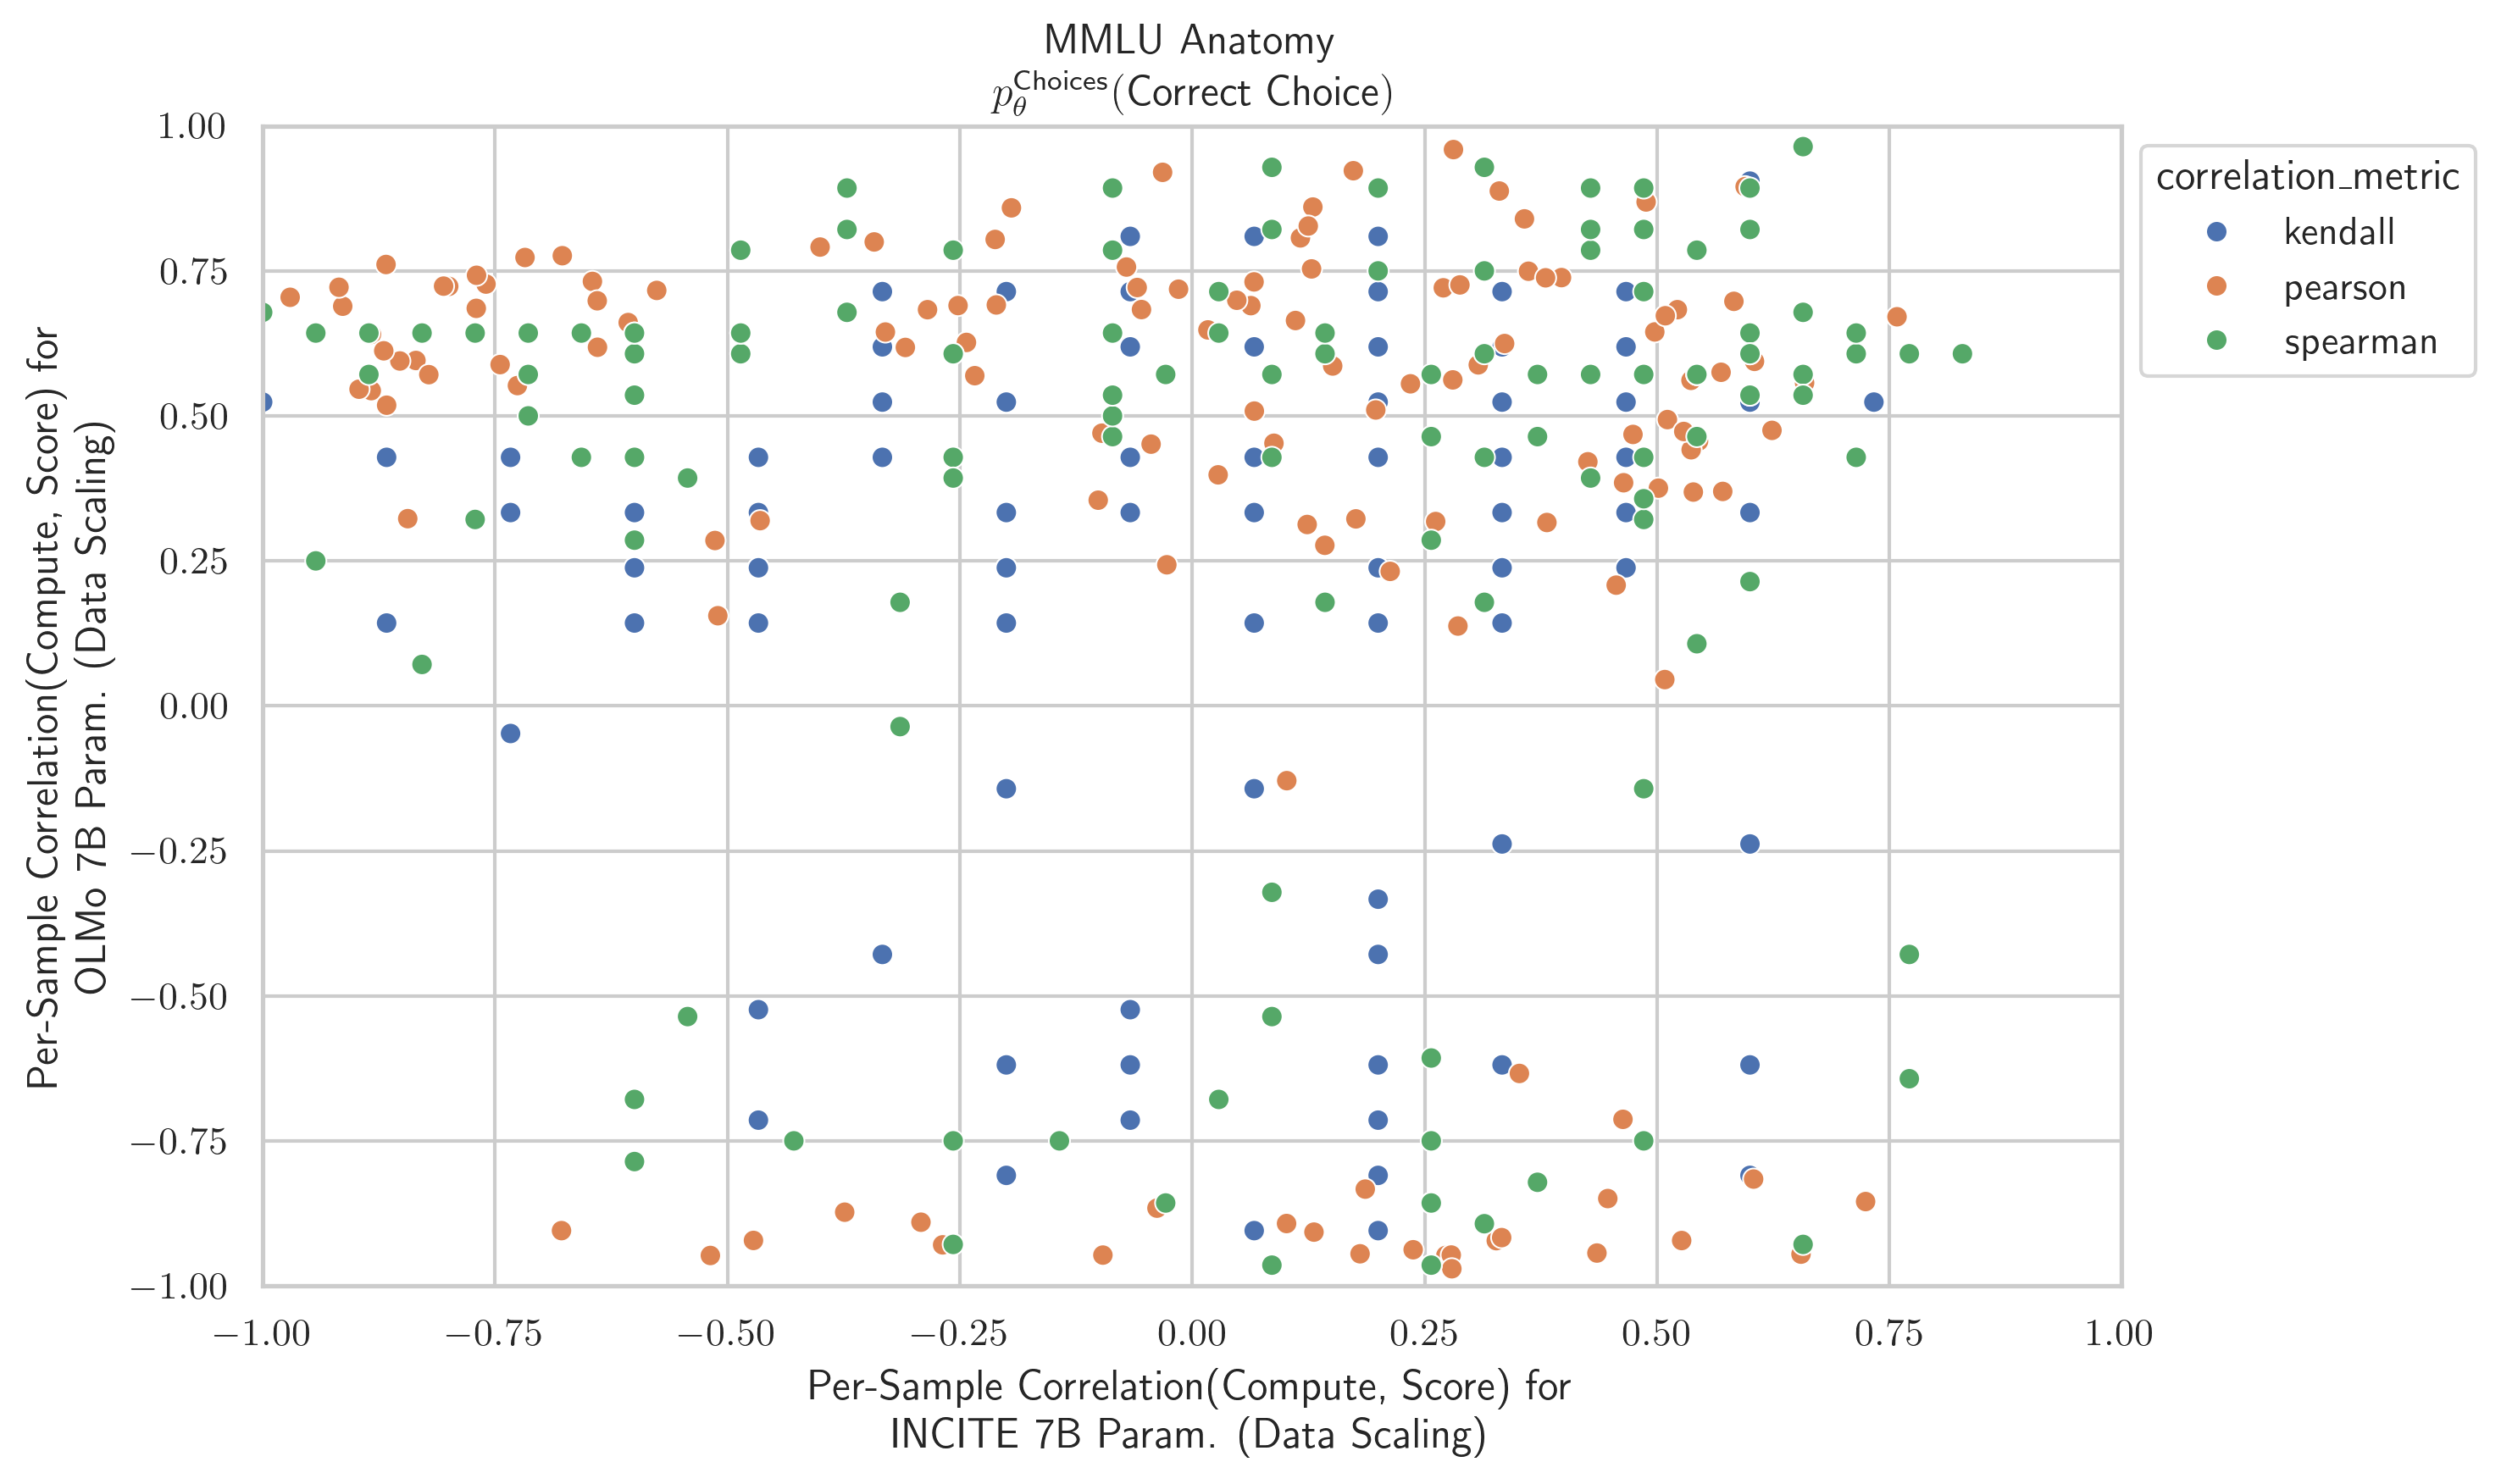 MMLU Anatomy
p_θ^Choices(Correct Choice)
1.00
0.75
0.50
0.25
0.00
−0.25
−0.50
−0.75
−1.00
Per-Sample Correlation(Compute, Score) for
OLMo 7B Param. (Data Scaling)
−1.00
−0.75
−0.50
−0.25
0.00
0.25
0.50
0.75
1.00
Per-Sample Correlation(Compute, Score) for
INCITE 7B Param. (Data Scaling)
correlation_metric
kendall
pearson
spearman